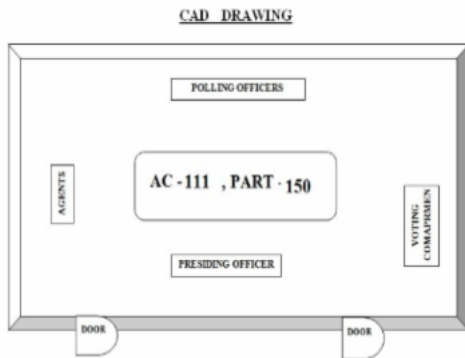 CAD DRAWING
POLLING OFFICERS
AGENTS
AC -111 , PART - 150
VOTING
COMAPRMEN
PRESIDING OFFICER
DOOR
DOOR